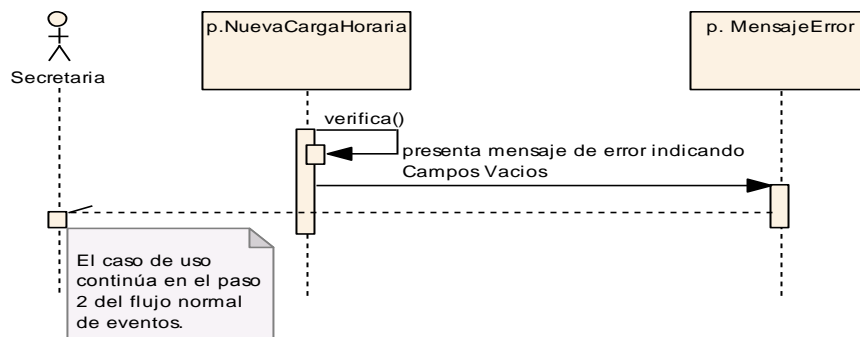 p.NuevaCargaHoraria
p. MensajeError
Secretaria
verifica()
presenta mensaje de error indicando
Campos Vacios
El caso de uso
continúa en el paso
2 del flujo normal
de eventos.